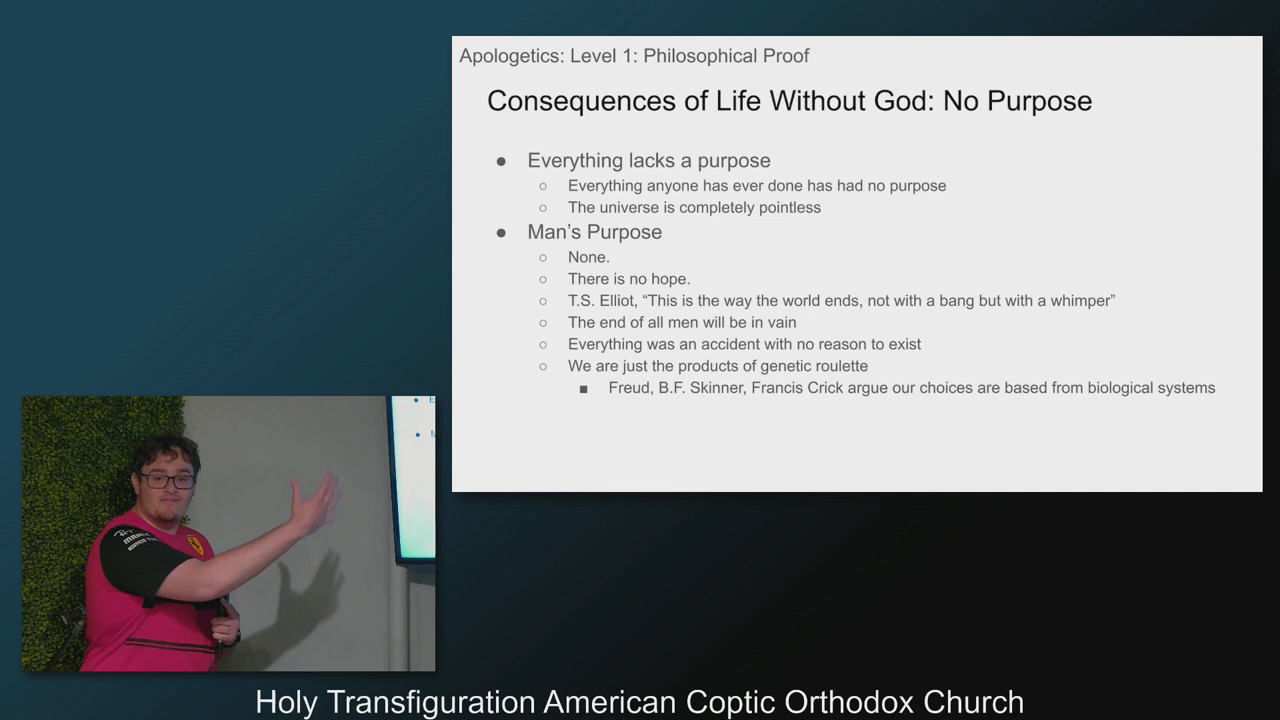 Apologetics: Level 1: Philosophical Proof
Consequences of Life Without God: No Purpose
● Everything lacks a purpose
○ Everything anyone has ever done has had no purpose
○ The universe is completely pointless
● Man’s Purpose
○ None.
○ There is no hope.
○ T.S. Elliot, “This is the way the world ends, not with a bang but with a whimper”
○ The end of all men will be in vain
○ Everything was an accident with no reason to exist
○ We are just the products of genetic roulette
■ Freud, B.F. Skinner, Francis Crick argue our choices are based from biological systems
Holy Transfiguration American Coptic Orthodox Church